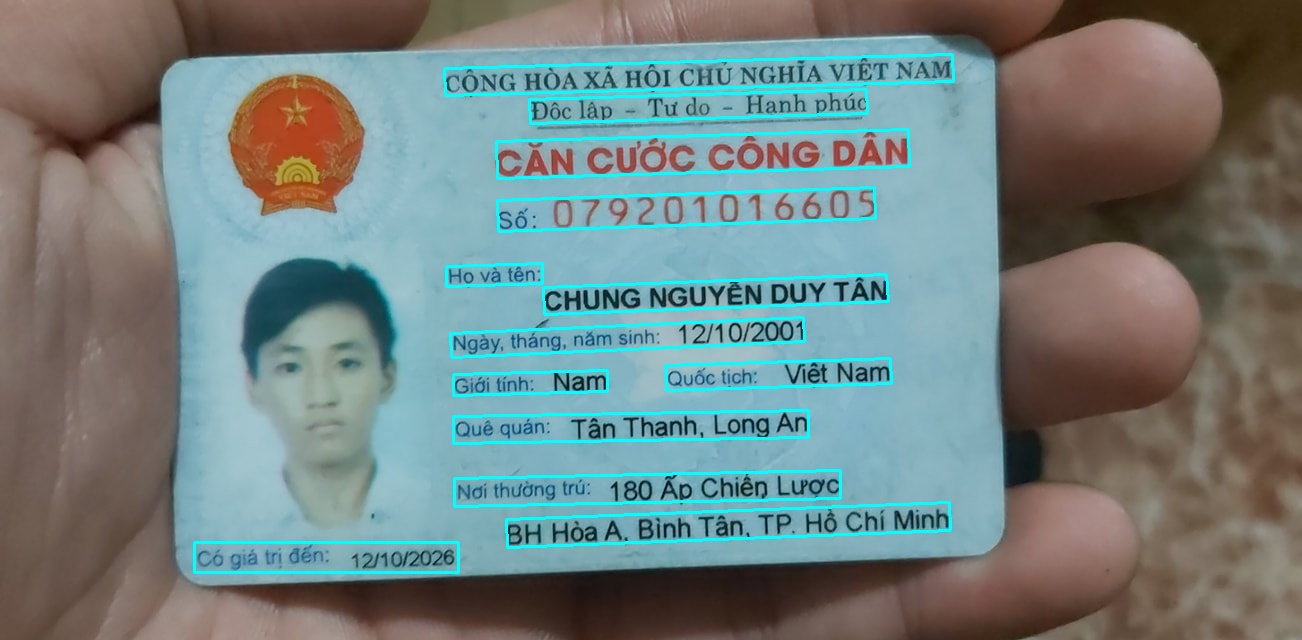 CỘNG HÒA XÃ HỘI CHỦ NGHĨA VIỆT NAM
Độc lập – Tự do – Hạnh phúc
CĂN CƯỚC CÔNG DÂN
Số: 079201016605
Họ và tên:
CHUNG NGUYỄN DUY TÂN
Ngày, tháng, năm sinh: 12/10/2001
Giới tính: Nam Quốc tịch: Việt Nam
Quê quán: Tân Thạnh, Long An
Nơi thường trú: 180 Ấp Chiến Lược
BH Hòa A, Bình Tân, TP. Hồ Chí Minh
Có giá trị đến: 12/10/2026